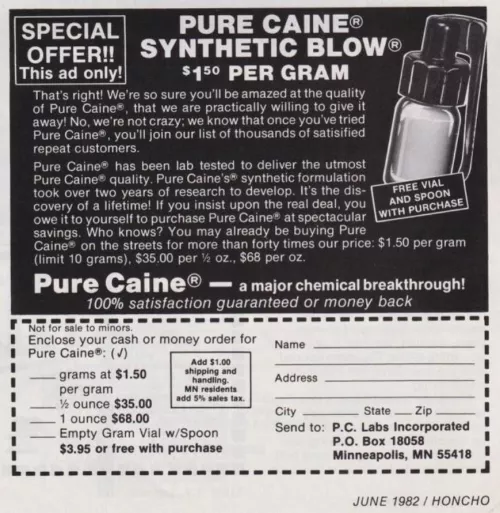 SPECIAL
OFFER!!
This ad only!
PURE CAINE®
SYNTHETIC BLOW®
$1⁵⁰ PER GRAM
That's right! We're so sure you'll be amazed at the quality
of Pure Caine®, that we are practically willing to give it
away! No, we're not crazy; we know that once you've tried
Pure Caine®, you'll join our list of thousands of satisified
repeat customers.
Pure Caine® has been lab tested to deliver the utmost
Pure Caine® quality. Pure Caine's® synthetic formulation
took over two years of research to develop. It's the dis-
covery of a lifetime! If you insist upon the real deal, you
owe it to yourself to purchase Pure Caine® at spectacular
savings. Who knows? You may already be buying Pure
Caine® on the streets for more than forty times our price: $1.50 per gram
(limit 10 grams), $35.00 per ½ oz., $68 per oz.
FREE VIAL
AND SPOON
WITH PURCHASE
Pure Caine® — a major chemical breakthrough!
100% satisfaction guaranteed or money back
Not for sale to minors.
Enclose your cash or money order for
Pure Caine®: (√)
___ grams at $1.50
per gram
___ ½ ounce $35.00
___ 1 ounce $68.00
___ Empty Gram Vial w/Spoon
$3.95 or free with purchase
Add $1.00
shipping and
handling.
MN residents
add 5% sales tax.
Name ___
Address ___
City ___ State ___ Zip ___
Send to: P.C. Labs Incorporated
P.O. Box 18058
Minneapolis, MN 55418
JUNE 1982 / HONCHO